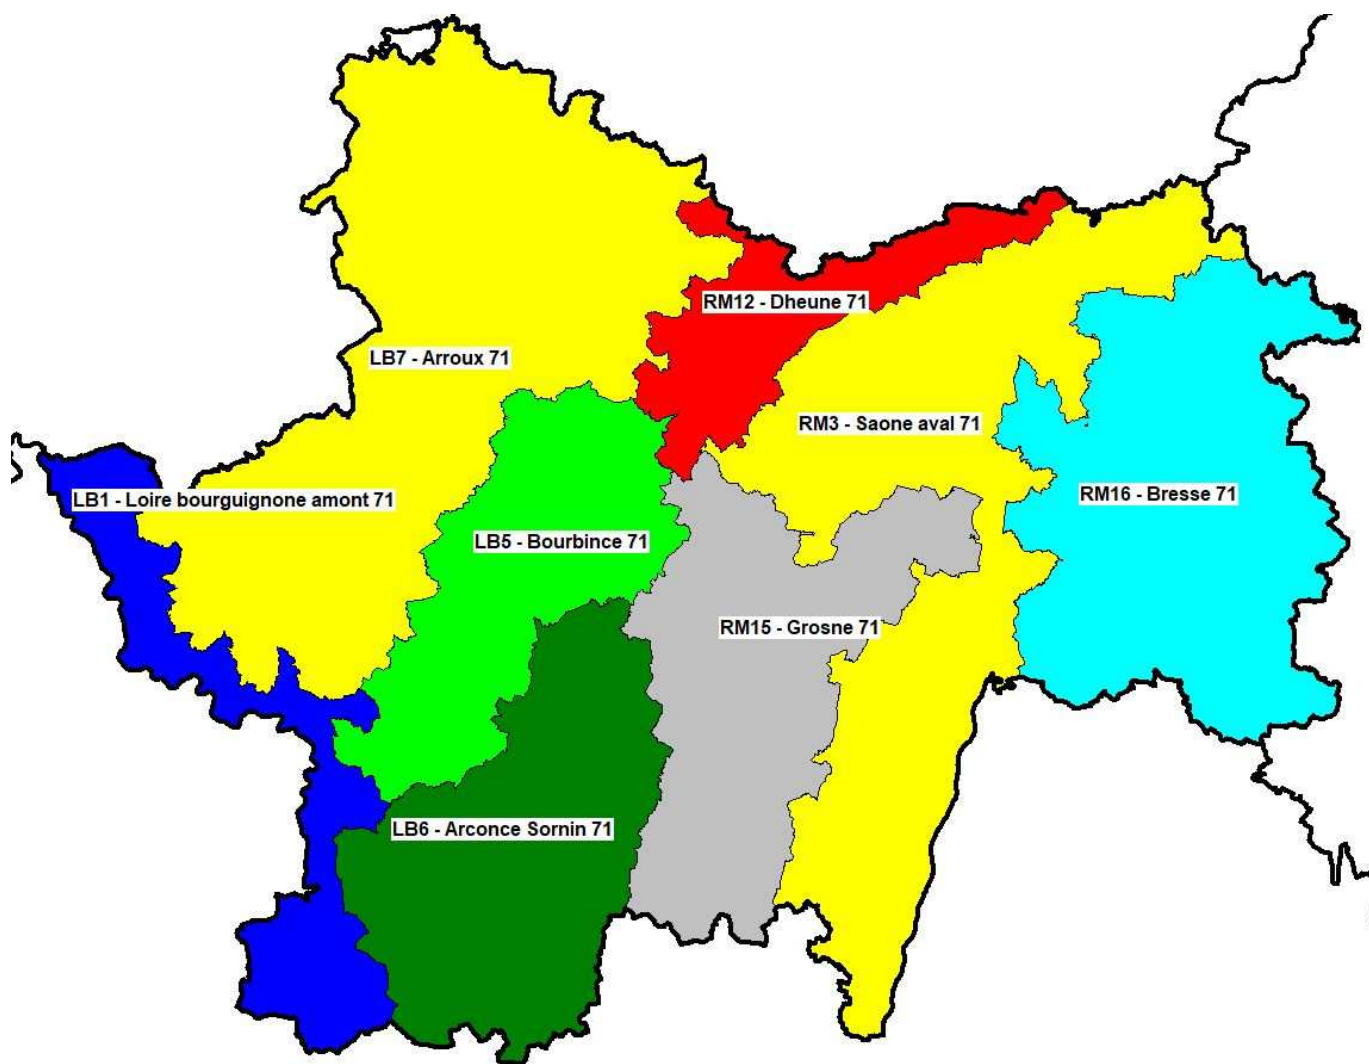 RM12 - Dheune 71
LB7 - Arroux 71
RM3 - Saone aval 71
LB1 - Loire bourguignone amont 71
RM16 - Bresse 71
LB5 - Bourbince 71
RM15 - Grosne 71
LB6 - Arconce Sornin 71